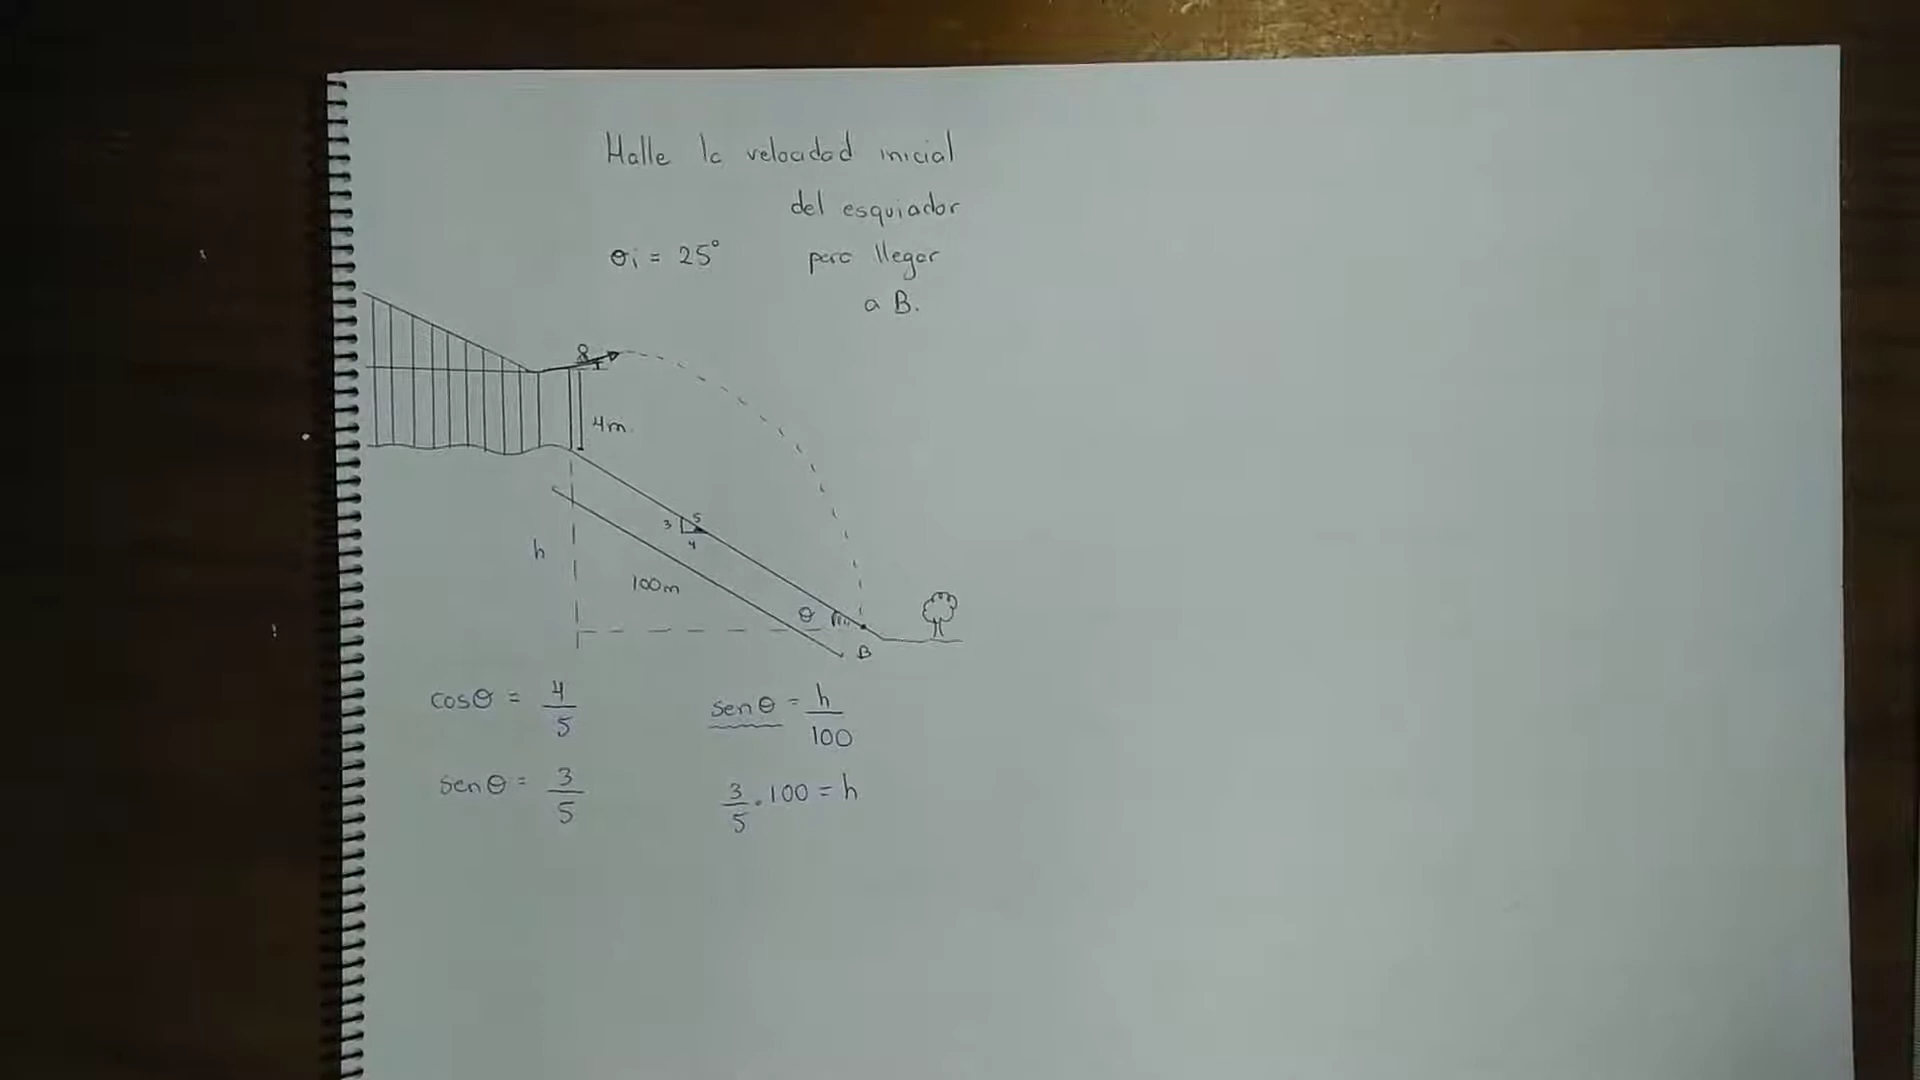 Halle la velocidad inicial
del esquiador
θi = 25° para llegar
a B.
4m
3 5
4
h
100m
θ
B
cosθ = 4/5
senθ = h/100
senθ = 3/5
3/5 . 100 = h